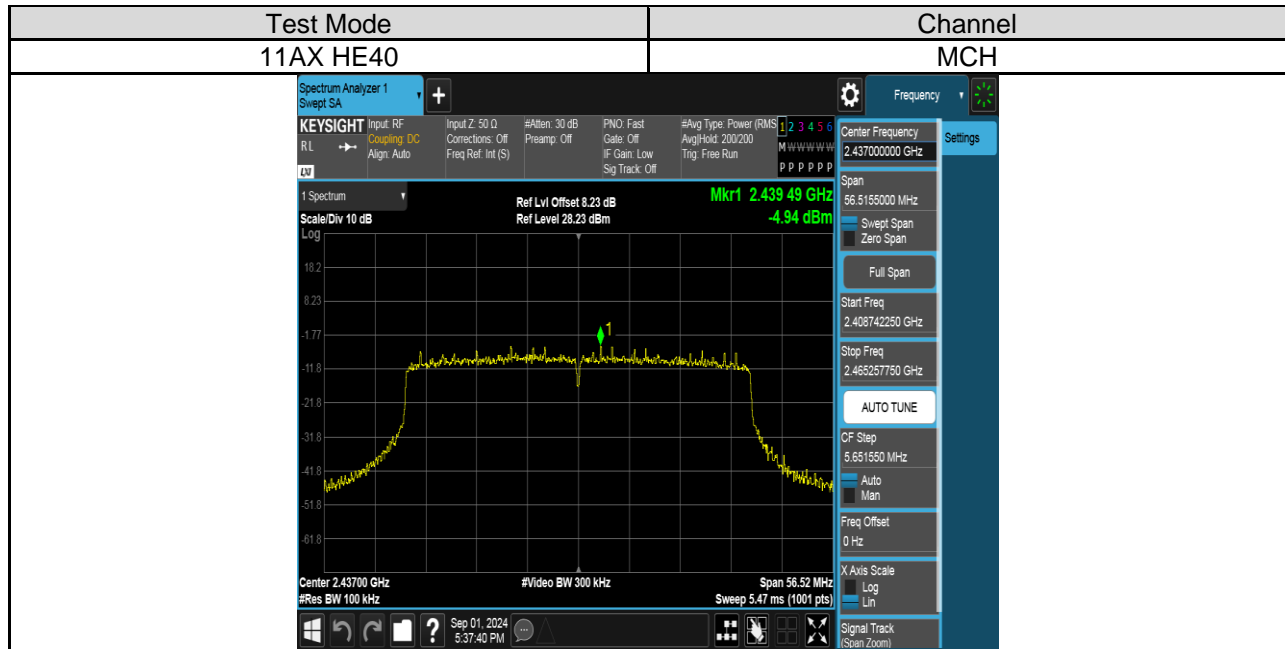 Test Mode Channel
11AX HE40 MCH
Spectrum Analyzer 1
Swept SA
+
Frequency
KEYSIGHT
RL
LXI
Input: RF
Coupling: DC
Align: Auto
Input Z: 50 Ω
Corrections: Off
Freq Ref: Int (S)
#Atten: 30 dB
Preamp: Off
PNO: Fast
Gate: Off
IF Gain: Low
Sig Track: Off
#Avg Type: Power (RMS
Avg|Hold: 200/200
Trig: Free Run
1 2 3 4 5 6
M W W W W W
P P P P P P
1 Spectrum
Scale/Div 10 dB
Log
Ref Lvl Offset 8.23 dB
Ref Level 28.23 dBm
Mkr1 2.439 49 GHz
-4.94 dBm
18.2
8.23
-1.77
-11.8
-21.8
-31.8
-41.8
-51.8
-61.8
1
Center 2.43700 GHz
#Res BW 100 kHz
#Video BW 300 kHz
Span 56.52 MHz
Sweep 5.47 ms (1001 pts)
Center Frequency
2.437000000 GHz
Settings
Span
56.5155000 MHz
Swept Span
Zero Span
Full Span
Start Freq
2.408742250 GHz
Stop Freq
2.465257750 GHz
AUTO TUNE
CF Step
5.651550 MHz
Auto
Man
Freq Offset
0 Hz
X Axis Scale
Log
Lin
Signal Track
(Span Zoom)
?
Sep 01, 2024
5:37:40 PM